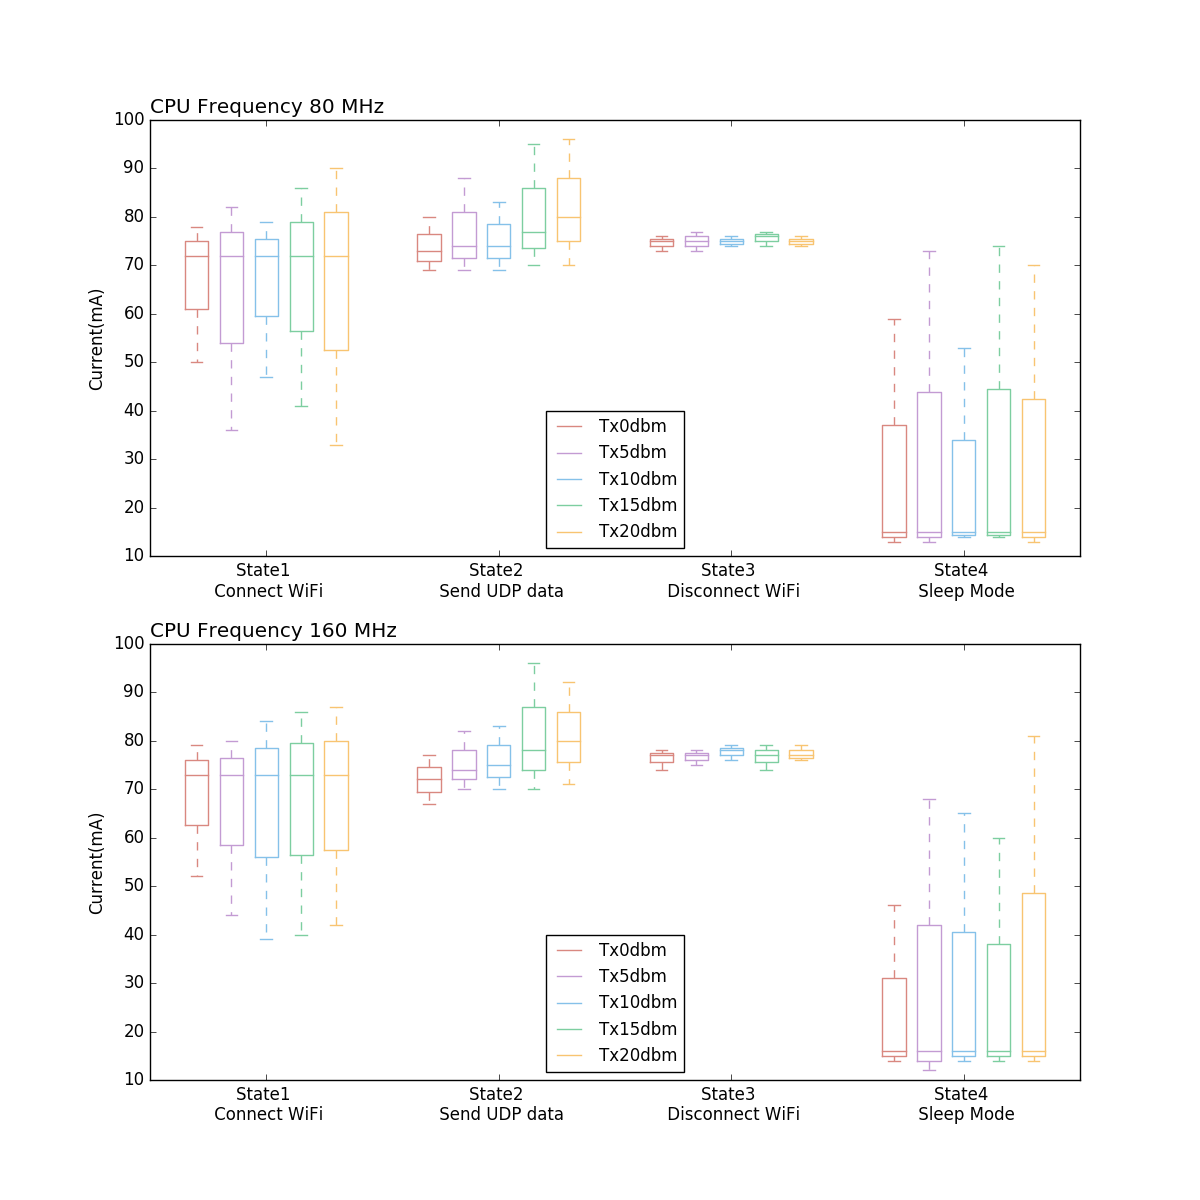 CPU Frequency 80 MHz
100
90
80
70
60
50
40
30
20
10
Current(mA)
Tx0dbm
Tx5dbm
Tx10dbm
Tx15dbm
Tx20dbm
State1 State2 State3 State4
Connect WiFi Send UDP data Disconnect WiFi Sleep Mode
CPU Frequency 160 MHz
100
90
80
70
60
50
40
30
20
10
Current(mA)
Tx0dbm
Tx5dbm
Tx10dbm
Tx15dbm
Tx20dbm
State1 State2 State3 State4
Connect WiFi Send UDP data Disconnect WiFi Sleep Mode